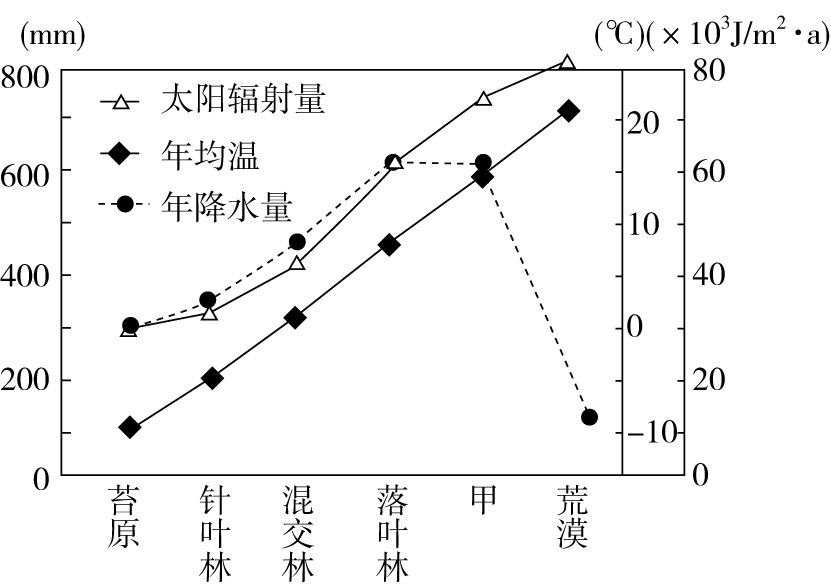 (mm)
(℃)(×10³J/m²·a)
800
600
400
200
0
太阳辐射量
年均温
年降水量
20
10
0
−10
80
60
40
20
0
苔原
针叶林
混交林
落叶林
甲
荒漠